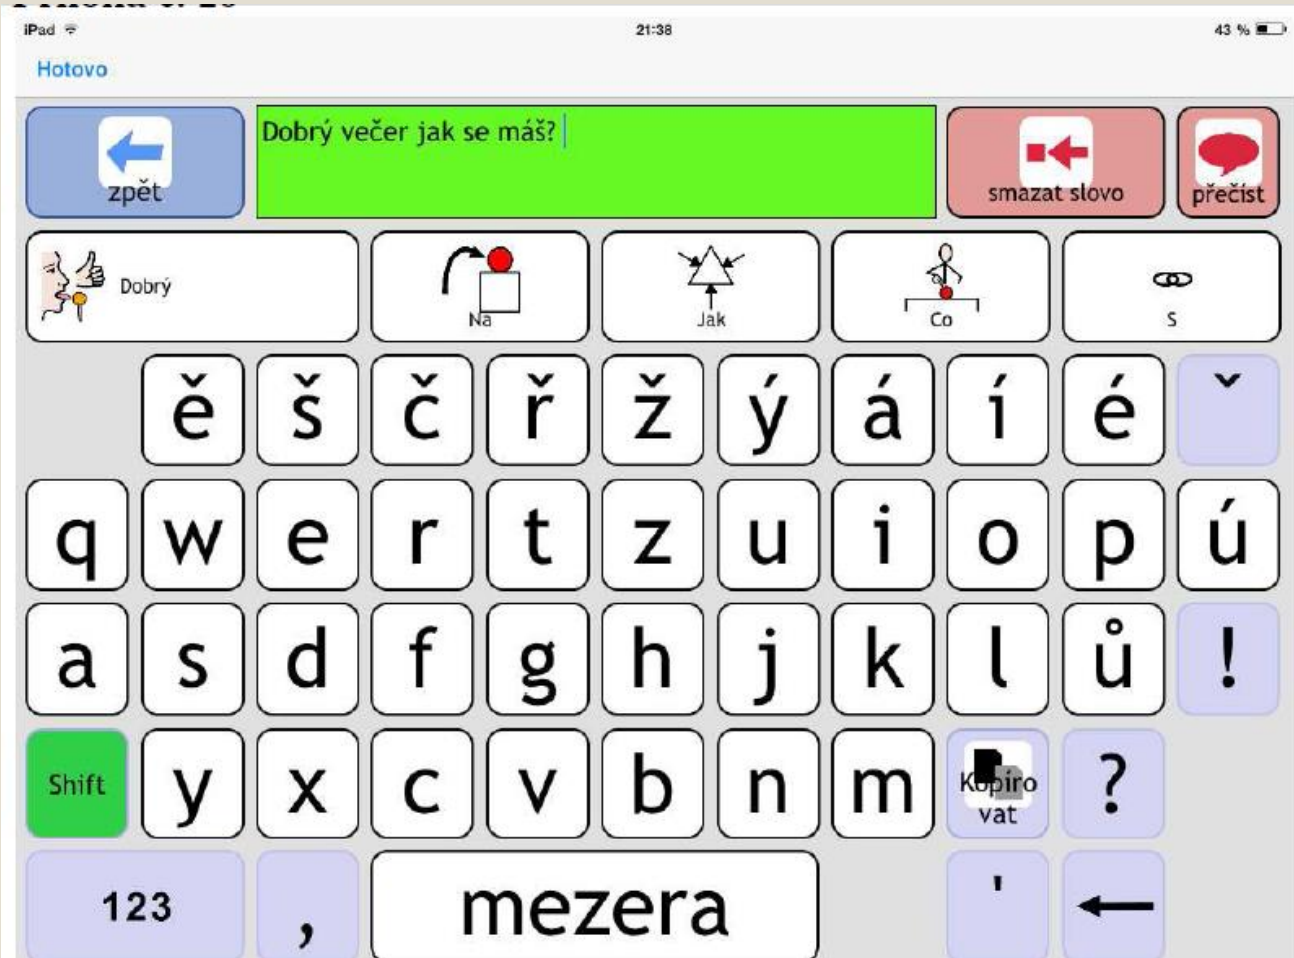 iPad 21:38 43 %
Hotovo
zpět
Dobrý večer jak se máš?
smazat slovo
přečíst
Dobrý
Na
Jak
Co
S
ě š č ř ž ý á í é ˇ
q w e r t z u i o p ú
a s d f g h j k l ů !
Shift y x c v b n m Kopíro ?
vat
123 , mezera ' ←